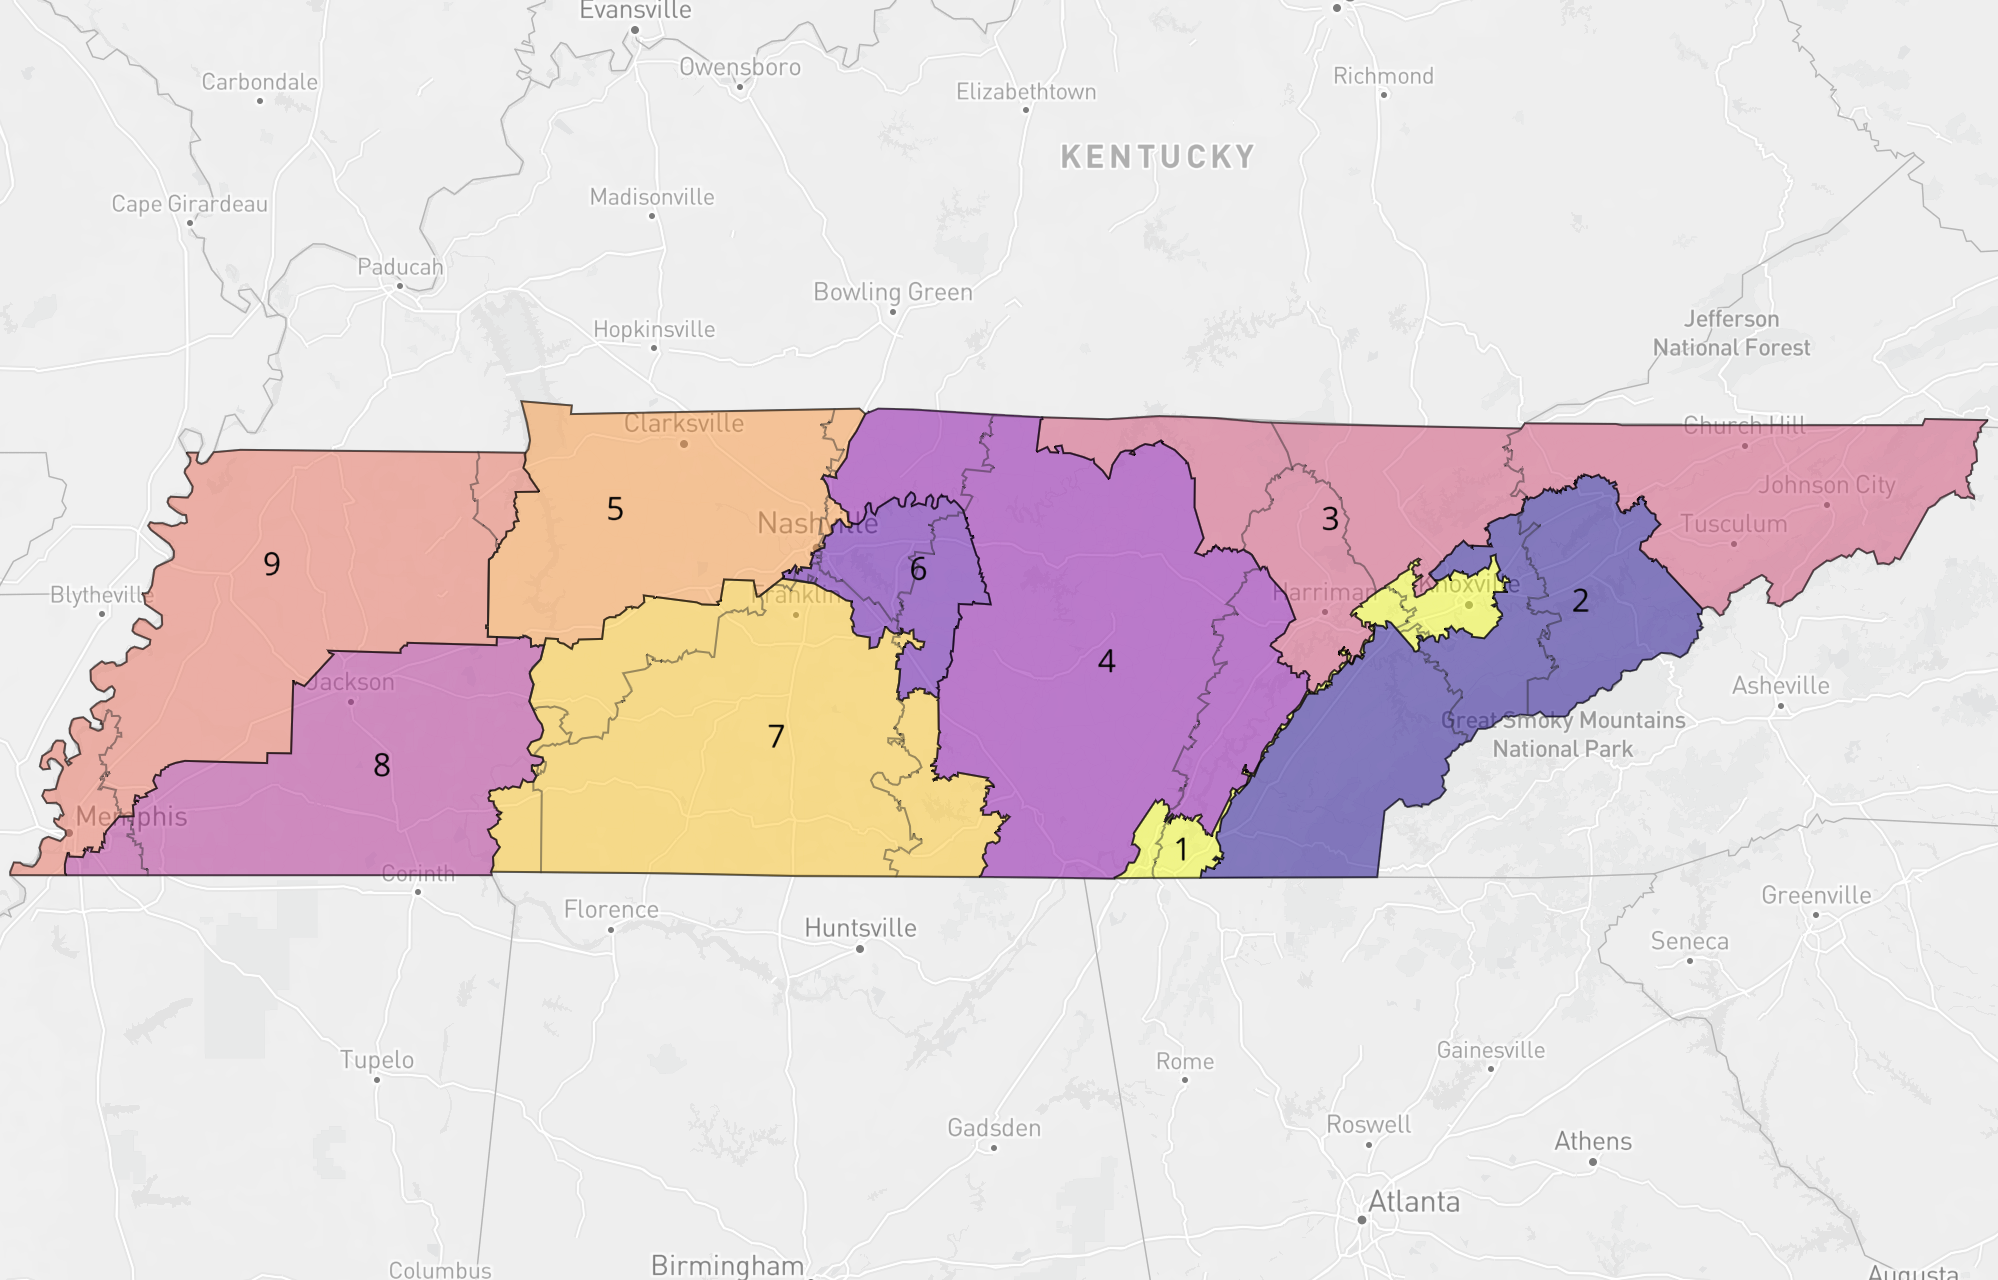 Evansville
Owensboro
Carbondale
Elizabethtown
Richmond
KENTUCKY
Cape Girardeau
Madisonville
Paducah
Bowling Green
Hopkinsville
Jefferson
National Forest
Clarksville
Church Hill
Johnson City
Nashville
Tusculum
5
3
9
6
Blytheville
Franklin
Harriman
Knoxville
2
4
Jackson
Asheville
Great Smoky Mountains
National Park
7
8
Memphis
1
Corinth
Florence
Huntsville
Greenville
Seneca
Tupelo
Rome
Gainesville
Gadsden
Roswell
Athens
Atlanta
Columbus
Birmingham
Augusta